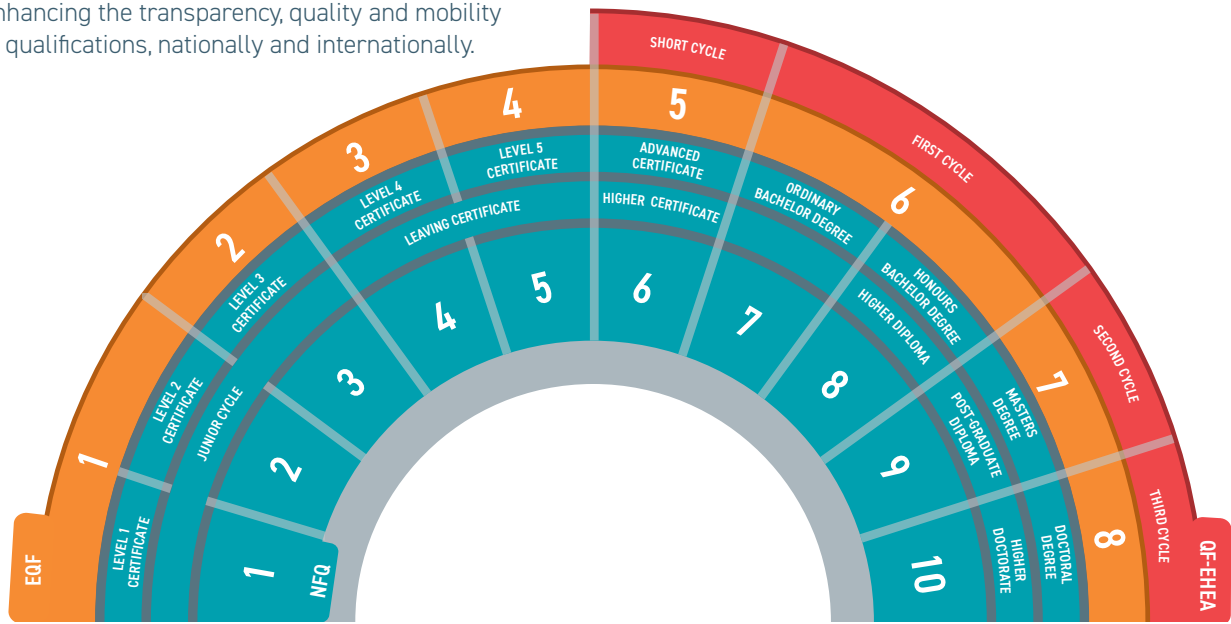 nhancing the transparency, quality and mobility
qualifications, nationally and internationally.
SHORT CYCLE
FIRST CYCLE
SECOND CYCLE
THIRD CYCLE
QF-EHEA
EQF
1
2
3
4
5
6
7
8
LEVEL 1
CERTIFICATE
LEVEL 2
CERTIFICATE
LEVEL 3
CERTIFICATE
LEVEL 4
CERTIFICATE
LEVEL 5
CERTIFICATE
ADVANCED
CERTIFICATE
ORDINARY
BACHELOR DEGREE
HONOURS
BACHELOR DEGREE
MASTERS
DEGREE
DOCTORAL
DEGREE
JUNIOR CYCLE
LEAVING CERTIFICATE
HIGHER CERTIFICATE
HIGHER DIPLOMA
POST-GRADUATE
DIPLOMA
HIGHER
DOCTORATE
NFQ
1
2
3
4
5
6
7
8
9
10